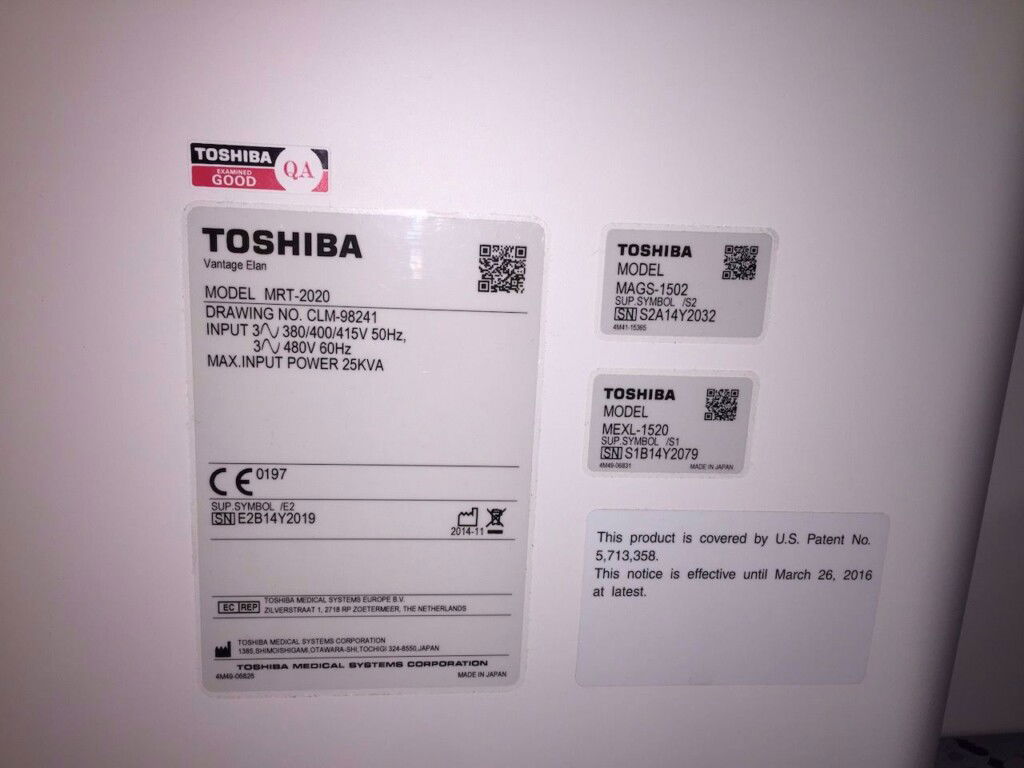 TOSHIBA
EXAMINED
GOOD
QA
TOSHIBA
Vantage Elan
MODEL MRT-2020
DRAWING NO. CLM-98241
INPUT 3∿ 380/400/415V 50Hz,
3∿ 480V 60Hz
MAX.INPUT POWER 25KVA
CE 0197
SUP.SYMBOL /E2
SN E2B14Y2019
2014-11
EC REP TOSHIBA MEDICAL SYSTEMS EUROPE B.V.
ZILVERSTRAAT 1, 2718 RP ZOETERMEER, THE NETHERLANDS
TOSHIBA MEDICAL SYSTEMS CORPORATION
1385,SHIMOISHIGAMI,OTAWARA-SHI,TOCHIGI 324-8550,JAPAN
TOSHIBA MEDICAL SYSTEMS CORPORATION
4M49-06826 MADE IN JAPAN
TOSHIBA
MODEL
MAGS-1502
SUP.SYMBOL /S2
SN S2A14Y2032
4M41-15365
TOSHIBA
MODEL
MEXL-1520
SUP.SYMBOL /S1
SN S1B14Y2079
4M49-06831 MADE IN JAPAN
This product is covered by U.S. Patent No.
5,713,358.
This notice is effective until March 26, 2016
at latest.